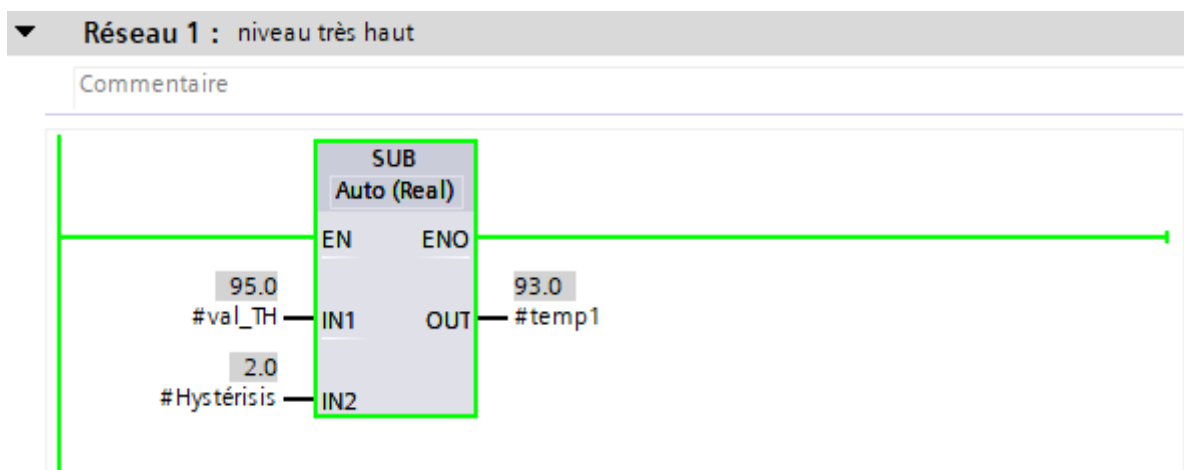 Réseau 1 : niveau très haut
Commentaire
SUB
Auto (Real)
EN ENO
95.0 93.0
#val_TH IN1 OUT #temp1
2.0
#Hystérisis IN2